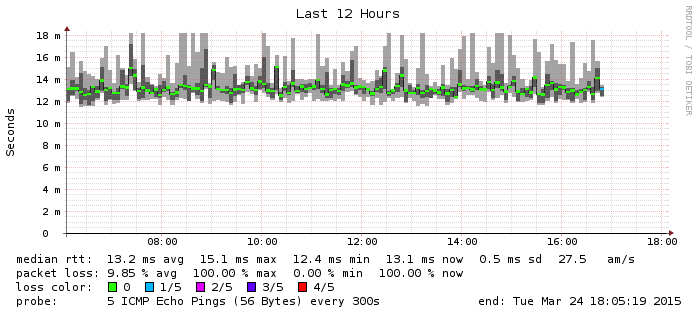 Last 12 Hours
RRDTOOL / TOBI OETIKER
Seconds
18 m
16 m
14 m
12 m
10 m
8 m
6 m
4 m
2 m
0
08:00 10:00 12:00 14:00 16:00 18:00
median rtt: 13.2 ms avg 15.1 ms max 12.4 ms min 13.1 ms now 0.5 ms sd 27.5 am/s
packet loss: 9.85 % avg 100.00 % max 0.00 % min 100.00 % now
loss color: 0 1/5 2/5 3/5 4/5
probe: 5 ICMP Echo Pings (56 Bytes) every 300s end: Tue Mar 24 18:05:19 2015